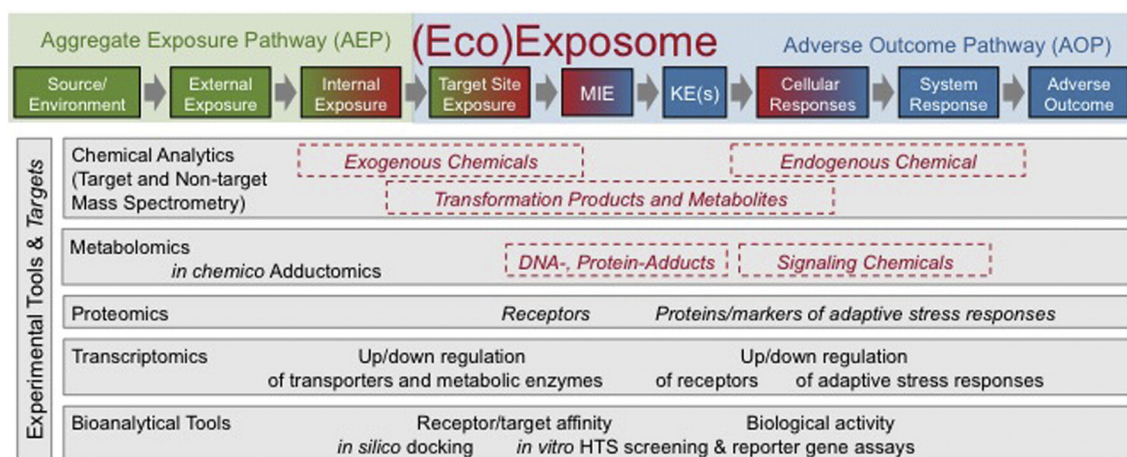 Aggregate Exposure Pathway (AEP) (Eco)Exposome Adverse Outcome Pathway (AOP)
Source/
Environment
External
Exposure
Internal
Exposure
Target Site
Exposure
MIE
KE(s)
Cellular
Responses
System
Response
Adverse
Outcome
Experimental Tools & Targets
Chemical Analytics
(Target and Non-target
Mass Spectrometry)
Exogenous Chemicals
Endogenous Chemical
Transformation Products and Metabolites
Metabolomics
in chemico Adductomics
DNA-, Protein-Adducts
Signaling Chemicals
Proteomics
Receptors
Proteins/markers of adaptive stress responses
Transcriptomics
Up/down regulation
of transporters and metabolic enzymes
Up/down regulation
of receptors of adaptive stress responses
Bioanalytical Tools
Receptor/target affinity
Biological activity
in silico docking
in vitro HTS screening & reporter gene assays